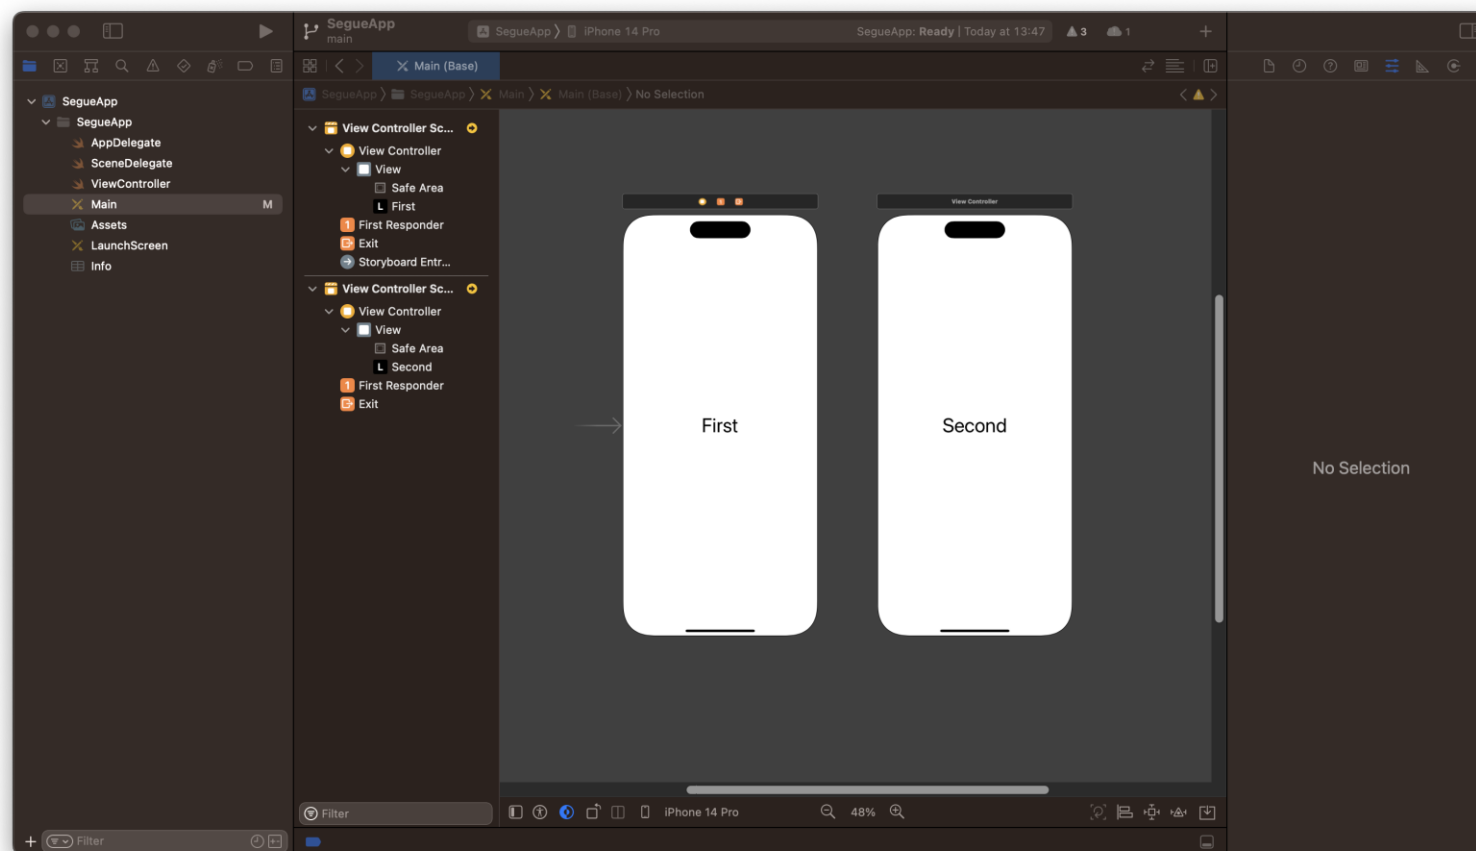 SegueApp
main
SegueApp
iPhone 14 Pro
SegueApp: Ready | Today at 13:47
3
1
Main (Base)
SegueApp
SegueApp
Main
Main (Base)
No Selection
SegueApp
SegueApp
AppDelegate
SceneDelegate
ViewController
Main
M
Assets
LaunchScreen
Info
Filter
View Controller Sc...
View Controller
View
Safe Area
L First
1 First Responder
Exit
Storyboard Entr...
View Controller Sc...
View Controller
View
Safe Area
L Second
1 First Responder
Exit
Filter
First
View Controller
Second
iPhone 14 Pro
48%
No Selection